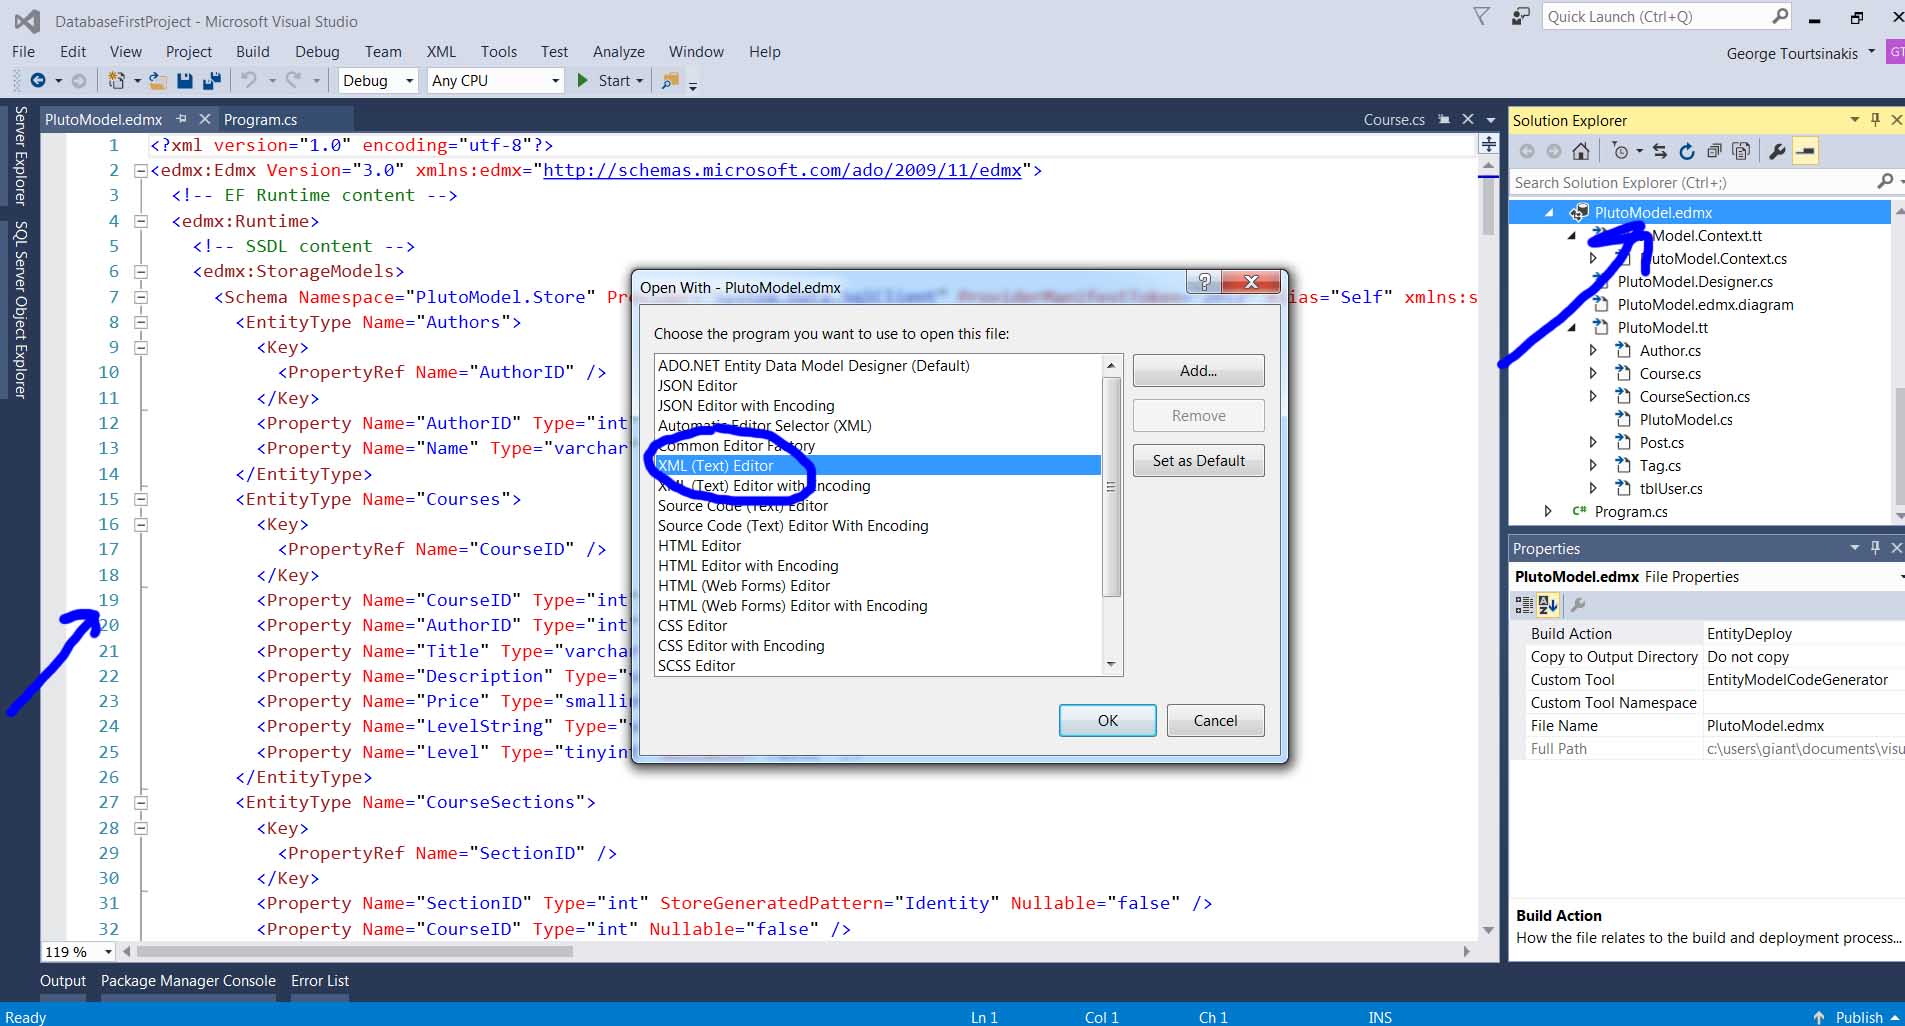 DatabaseFirstProject - Microsoft Visual Studio
Quick Launch (Ctrl+Q)
File Edit View Project Build Debug Team XML Tools Test Analyze Window Help
George Tourtsinakis GT
Debug Any CPU Start
Server Explorer
SQL Server Object Explorer
PlutoModel.edmx Program.cs Course.cs
1 <?xml version="1.0" encoding="utf-8"?>
2 <edmx:Edmx Version="3.0" xmlns:edmx="http://schemas.microsoft.com/ado/2009/11/edmx">
3 <!-- EF Runtime content -->
4 <edmx:Runtime>
5 <!-- SSDL content -->
6 <edmx:StorageModels>
7 <Schema Namespace="PlutoModel.Store" ="Self" xmlns:s
8 <EntityType Name="Authors">
9 <Key>
10 <PropertyRef Name="AuthorID" />
11 </Key>
12 <Property Name="AuthorID" Type="int"
13 <Property Name="Name" Type="varchar"
14 </EntityType>
15 <EntityType Name="Courses">
16 <Key>
17 <PropertyRef Name="CourseID" />
18 </Key>
19 <Property Name="CourseID" Type="int"
20 <Property Name="AuthorID" Type="int"
21 <Property Name="Title" Type="varchar
22 <Property Name="Description" Type="
23 <Property Name="Price" Type="smallin
24 <Property Name="LevelString" Type="
25 <Property Name="Level" Type="tinyint
26 </EntityType>
27 <EntityType Name="CourseSections">
28 <Key>
29 <PropertyRef Name="SectionID" />
30 </Key>
31 <Property Name="SectionID" Type="int" StoreGeneratedPattern="Identity" Nullable="false" />
32 <Property Name="CourseID" Type="int" Nullable="false" />
119 %
Open With - PlutoModel.edmx
Choose the program you want to use to open this file:
ADO.NET Entity Data Model Designer (Default)
JSON Editor
JSON Editor with Encoding
Automatic Editor Selector (XML)
Common Editor Factory
XML (Text) Editor
XML (Text) Editor with Encoding
Source Code (Text) Editor
Source Code (Text) Editor With Encoding
HTML Editor
HTML Editor with Encoding
HTML (Web Forms) Editor
HTML (Web Forms) Editor with Encoding
CSS Editor
CSS Editor with Encoding
SCSS Editor
Add...
Remove
Set as Default
OK Cancel
Solution Explorer
Search Solution Explorer (Ctrl+;)
PlutoModel.edmx
Model.Context.tt
utoModel.Context.cs
PlutoModel.Designer.cs
PlutoModel.edmx.diagram
PlutoModel.tt
Author.cs
Course.cs
CourseSection.cs
PlutoModel.cs
Post.cs
Tag.cs
tblUser.cs
C# Program.cs
Properties
PlutoModel.edmx File Properties
Build Action EntityDeploy
Copy to Output Directory Do not copy
Custom Tool EntityModelCodeGenerator
Custom Tool Namespace
File Name PlutoModel.edmx
Full Path c:\users\giant\documents\visu
Build Action
How the file relates to the build and deployment process...
Output Package Manager Console Error List
Ready Ln 1 Col 1 Ch 1 INS Publish